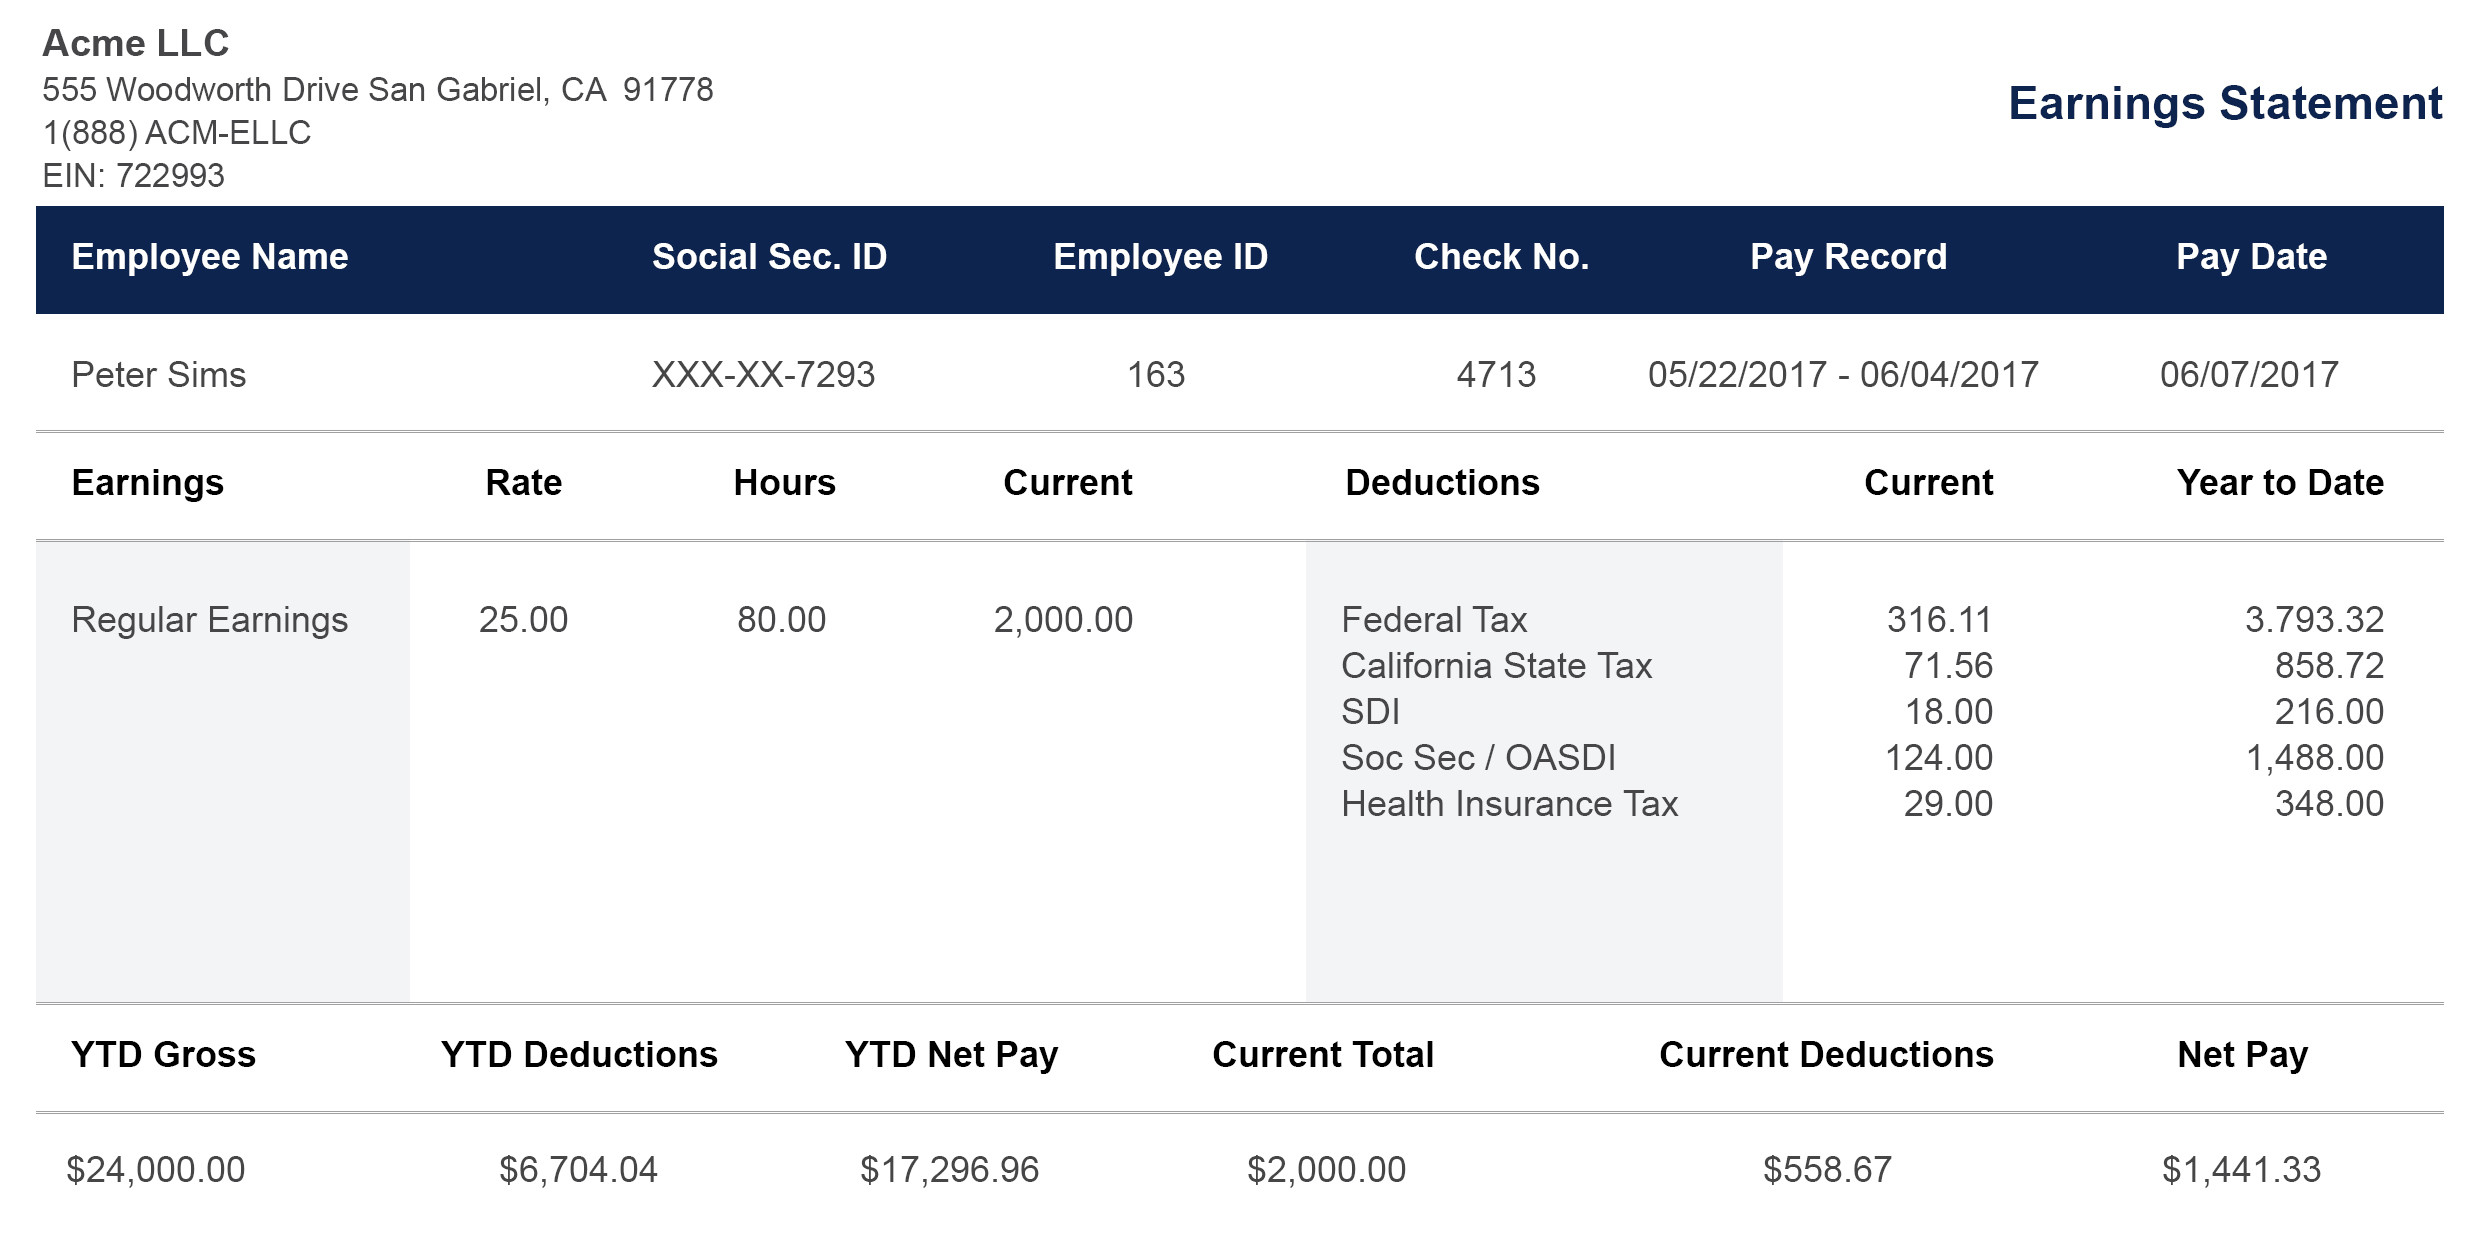 Acme LLC
555 Woodworth Drive San Gabriel, CA  91778
1(888) ACM-ELLC
EIN: 722993
Earnings Statement
Employee Name Social Sec. ID Employee ID Check No. Pay Record Pay Date
Peter Sims XXX-XX-7293 163 4713 05/22/2017 - 06/04/2017 06/07/2017
Earnings Rate Hours Current Deductions Current Year to Date
Regular Earnings 25.00 80.00 2,000.00 Federal Tax 316.11 3.793.32
California State Tax 71.56 858.72
SDI 18.00 216.00
Soc Sec / OASDI 124.00 1,488.00
Health Insurance Tax 29.00 348.00
YTD Gross YTD Deductions YTD Net Pay Current Total Current Deductions Net Pay
$24,000.00 $6,704.04 $17,296.96 $2,000.00 $558.67 $1,441.33